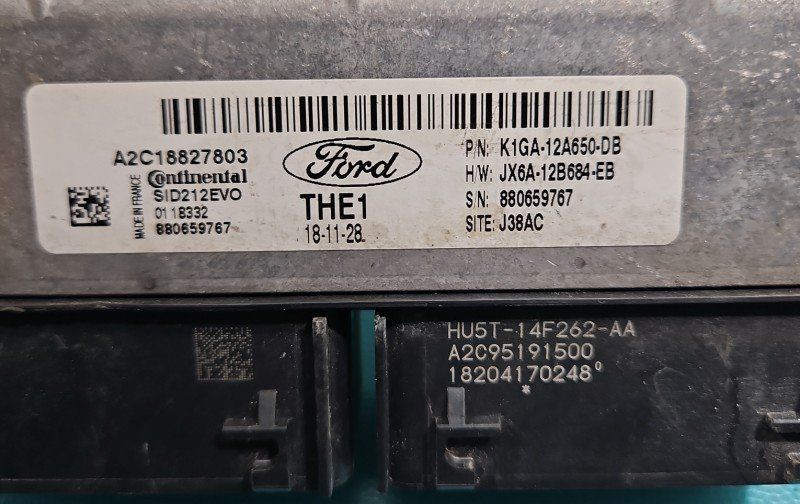 A2C18827803
MADE IN FRANCE
Continental
SID212EVO
01 18332
880659767
Ford
THE1
18-11-28
P/N: K1GA-12A650-DB
H/W: JX6A-12B684-EB
S/N: 880659767
SITE: J38AC
HU5T-14F262-AA
A2C95191500
18204170248⁰
*